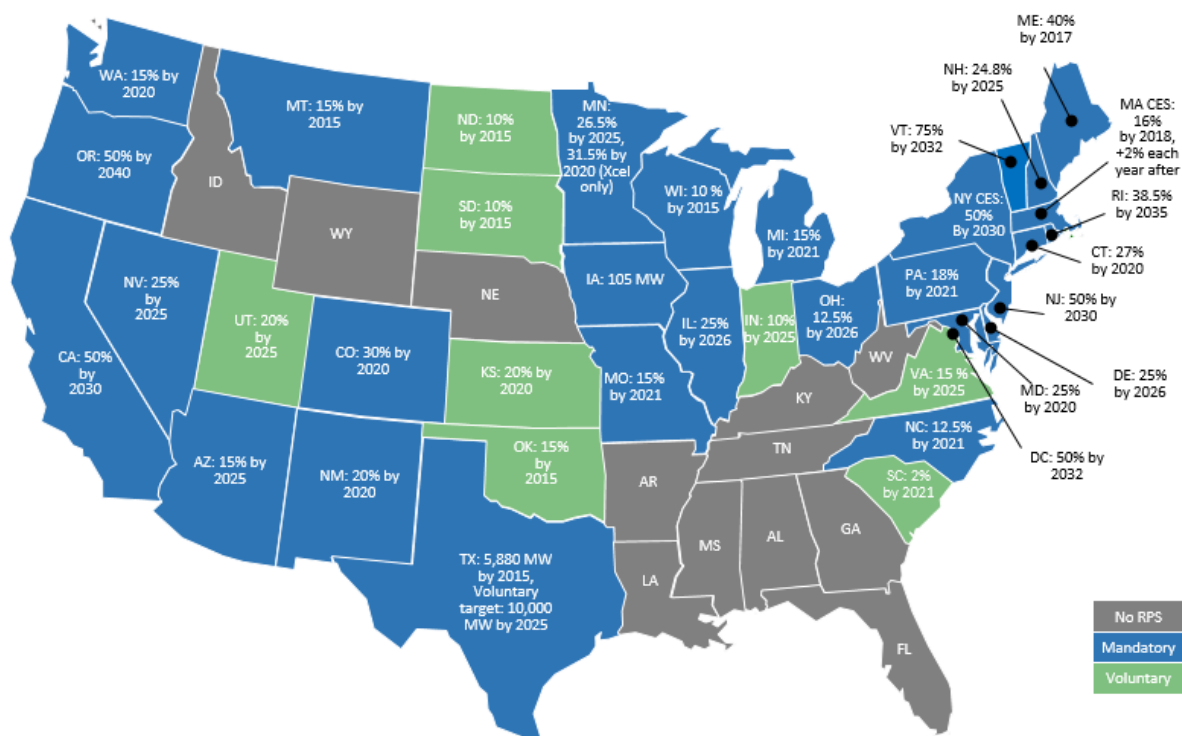 WA: 15% by
2020
OR: 50% by
2040
CA: 50%
by
2030
NV: 25%
by
2025
ID
MT: 15% by
2015
WY
UT: 20%
by
2025
AZ: 15% by
2025
CO: 30% by
2020
NM: 20% by
2020
ND: 10%
by 2015
SD: 10%
by 2015
NE
KS: 20% by
2020
OK: 15%
by
2015
TX: 5,880 MW
by 2015,
Voluntary
target: 10,000
MW by 2025
MN:
26.5%
by 2025,
31.5% by
2020 (Xcel
only)
IA: 105 MW
MO: 15%
by 2021
AR
LA
WI: 10 %
by 2015
IL: 25%
by 2026
MI: 15%
by 2021
IN: 10%
by 2025
OH:
12.5%
by 2026
KY
TN
MS
AL
GA
FL
SC: 2%
by 2021
NC: 12.5%
by 2021
VA: 15 %
by 2025
WV
PA: 18%
by 2021
NY CES:
50%
By 2030
VT: 75%
by 2032
NH: 24.8%
by 2025
ME: 40%
by 2017
MA CES:
16%
by 2018,
+2% each
year after
RI: 38.5%
by 2035
CT: 27%
by 2020
NJ: 50% by
2030
DE: 25%
by 2026
MD: 25%
by 2020
DC: 50% by
2032
No RPS
Mandatory
Voluntary